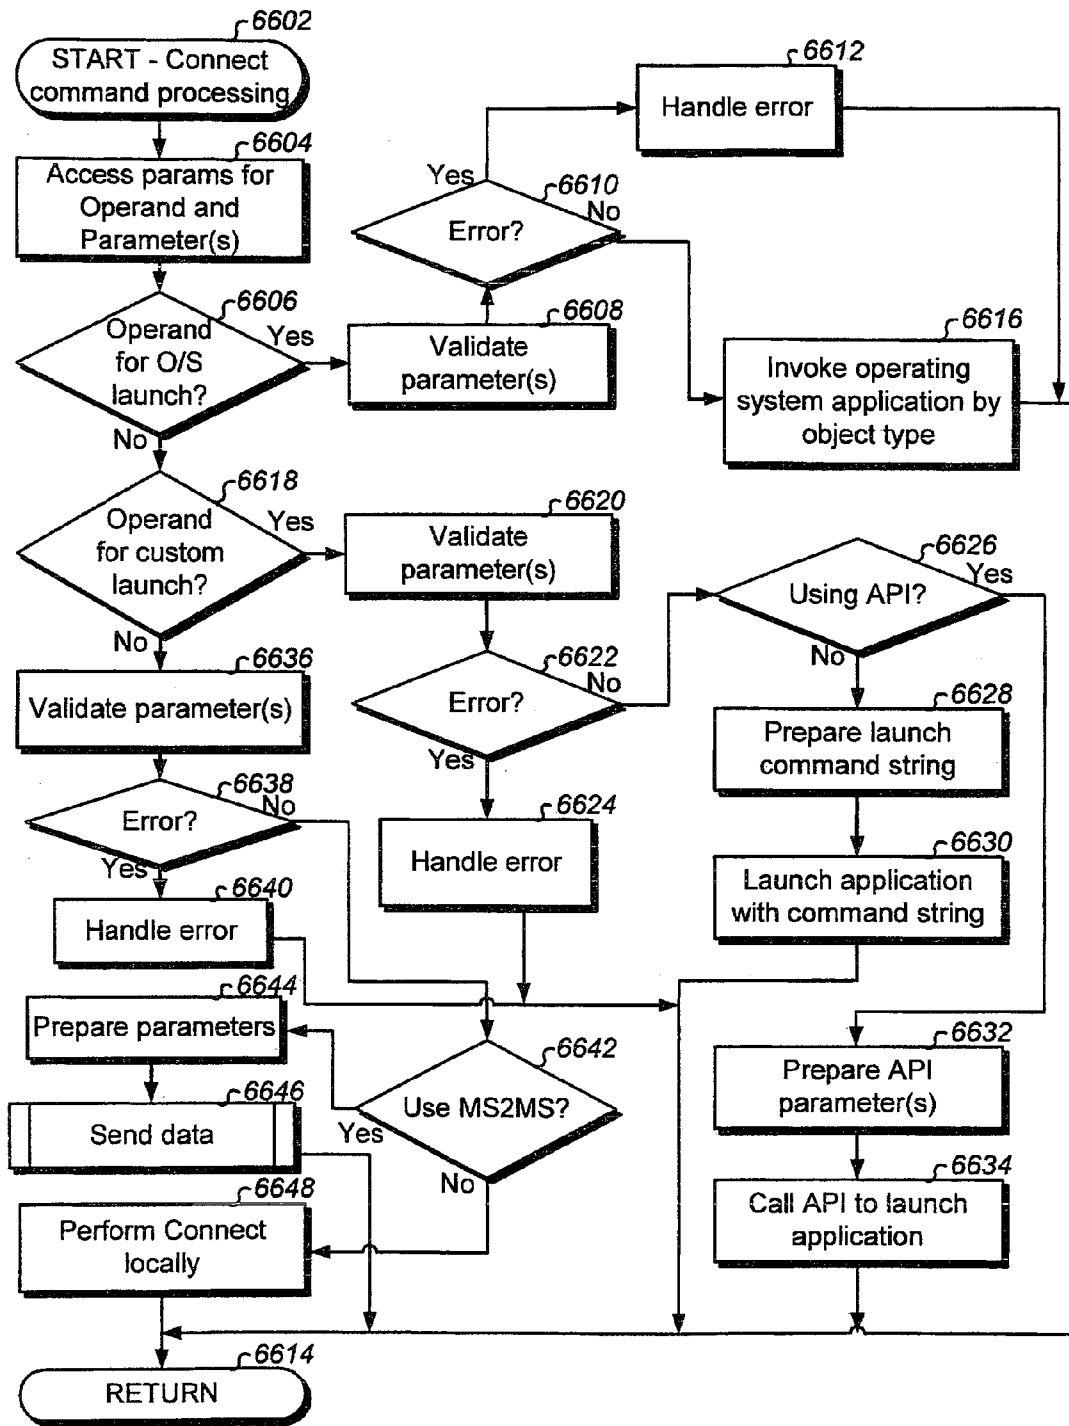 6602
START - Connect
command processing
6604
Access params for
Operand and
Parameter(s)
6606
Operand
for O/S
launch?
Yes
No
6608
Validate
parameter(s)
6610
Error?
Yes
No
6612
Handle error
6616
Invoke operating
system application by
object type
6618
Operand
for custom
launch?
Yes
No
6620
Validate
parameter(s)
6622
Error?
No
Yes
6624
Handle error
6626
Using API?
Yes
No
6628
Prepare launch
command string
6630
Launch application
with command string
6632
Prepare API
parameter(s)
6634
Call API to launch
application
6636
Validate parameter(s)
6638
Error?
No
Yes
6640
Handle error
6642
Use MS2MS?
Yes
No
6644
Prepare parameters
6646
Send data
6648
Perform Connect
locally
6614
RETURN